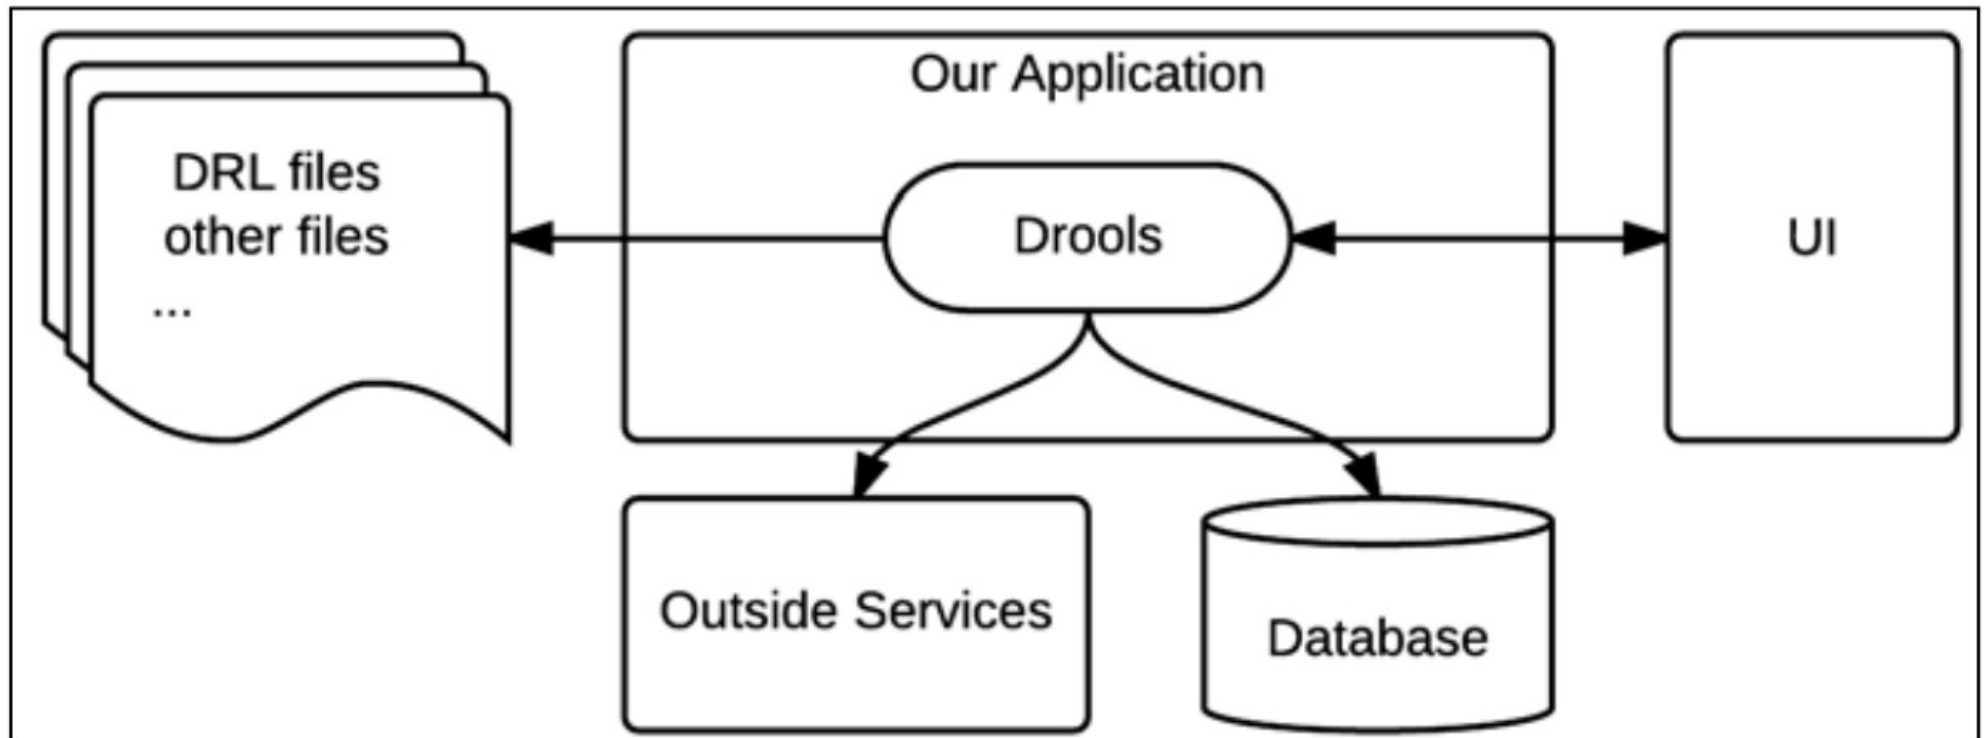 Our Application
DRL files
other files
...
Drools
UI
Outside Services
Database